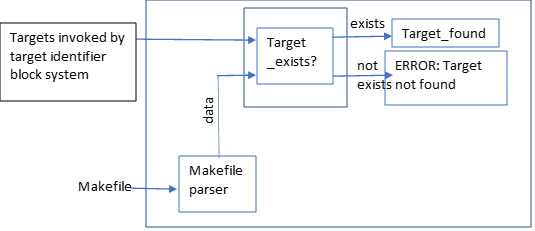 Targets invoked by
target identifier
block system
Target
_exists?
exists
Target_found
not
exists
ERROR: Target
not found
data
Makefile
Makefile
parser